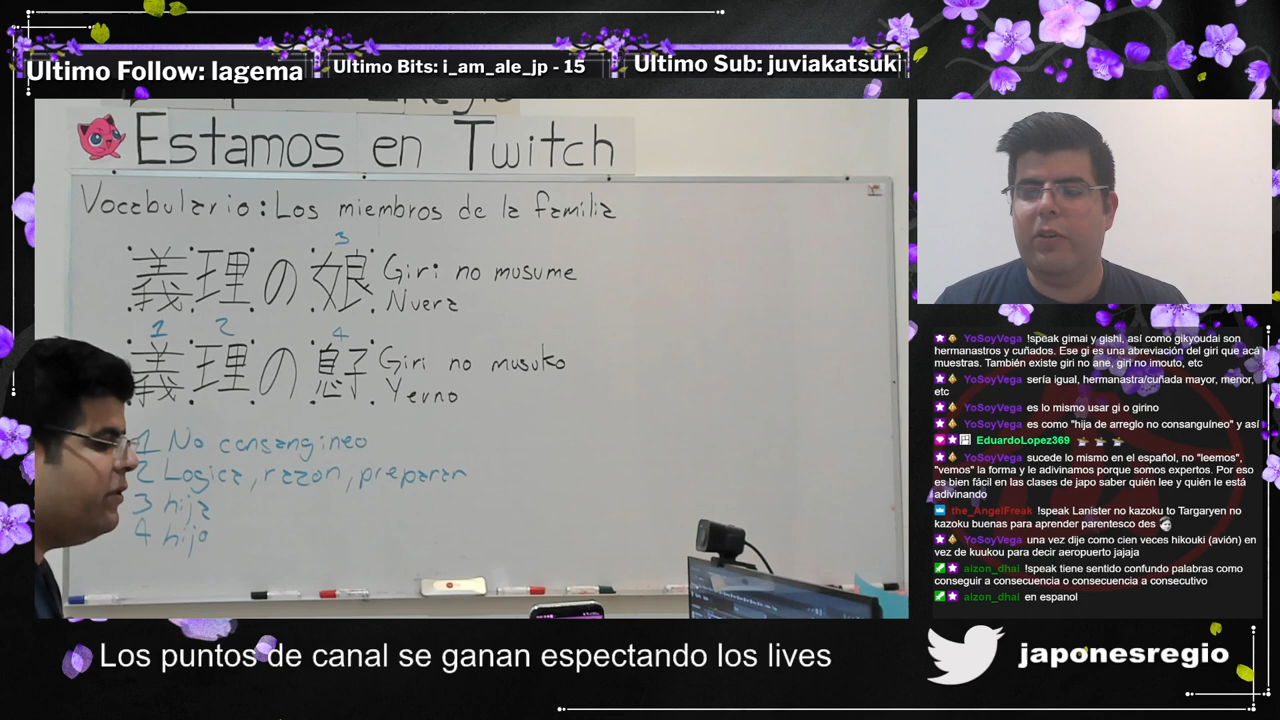 Ultimo Follow: lagema
Ultimo Bits: i_am_ale_jp - 15
Ultimo Sub: juviakatsuki
Estamos en Twitch
Vocabulario: Los miembros de la familia
3
義理の娘 Giri no musume
Nuera
1 2 4
義理の息子 Giri no musuko
Yerno
1 No consangineo
2 Logica, razon, preparar
3 hija
4 hijo
YoSoyVega !speak gimai y gishi, así como gikyoudai son
hermanastros y cuñados. Ese gi es una abreviación del giri que acá
muestras. También existe giri no ane, giri no imouto, etc
YoSoyVega sería igual, hermanastra/cuñada mayor, menor,
etc
YoSoyVega es lo mismo usar gi o girino
YoSoyVega es como "hija de arreglo no consanguíneo" y así
EduardoLopez369
YoSoyVega sucede lo mismo en el español, no "leemos",
"vemos" la forma y le adivinamos porque somos expertos. Por eso
es bien fácil en las clases de japo saber quién lee y quién le está
adivinando
the_AngelFreak !speak Lanister no kazoku to Targaryen no
kazoku buenas para aprender parentesco des
YoSoyVega una vez dije como cien veces hikouki (avión) en
vez de kuukou para decir aeropuerto jajaja
aizon_dhai !speak tiene sentido confundo palabras como
conseguir a consecuencia o consecuencia a consecutivo
aizon_dhai en espanol
Los puntos de canal se ganan espectando los lives
japonesregio